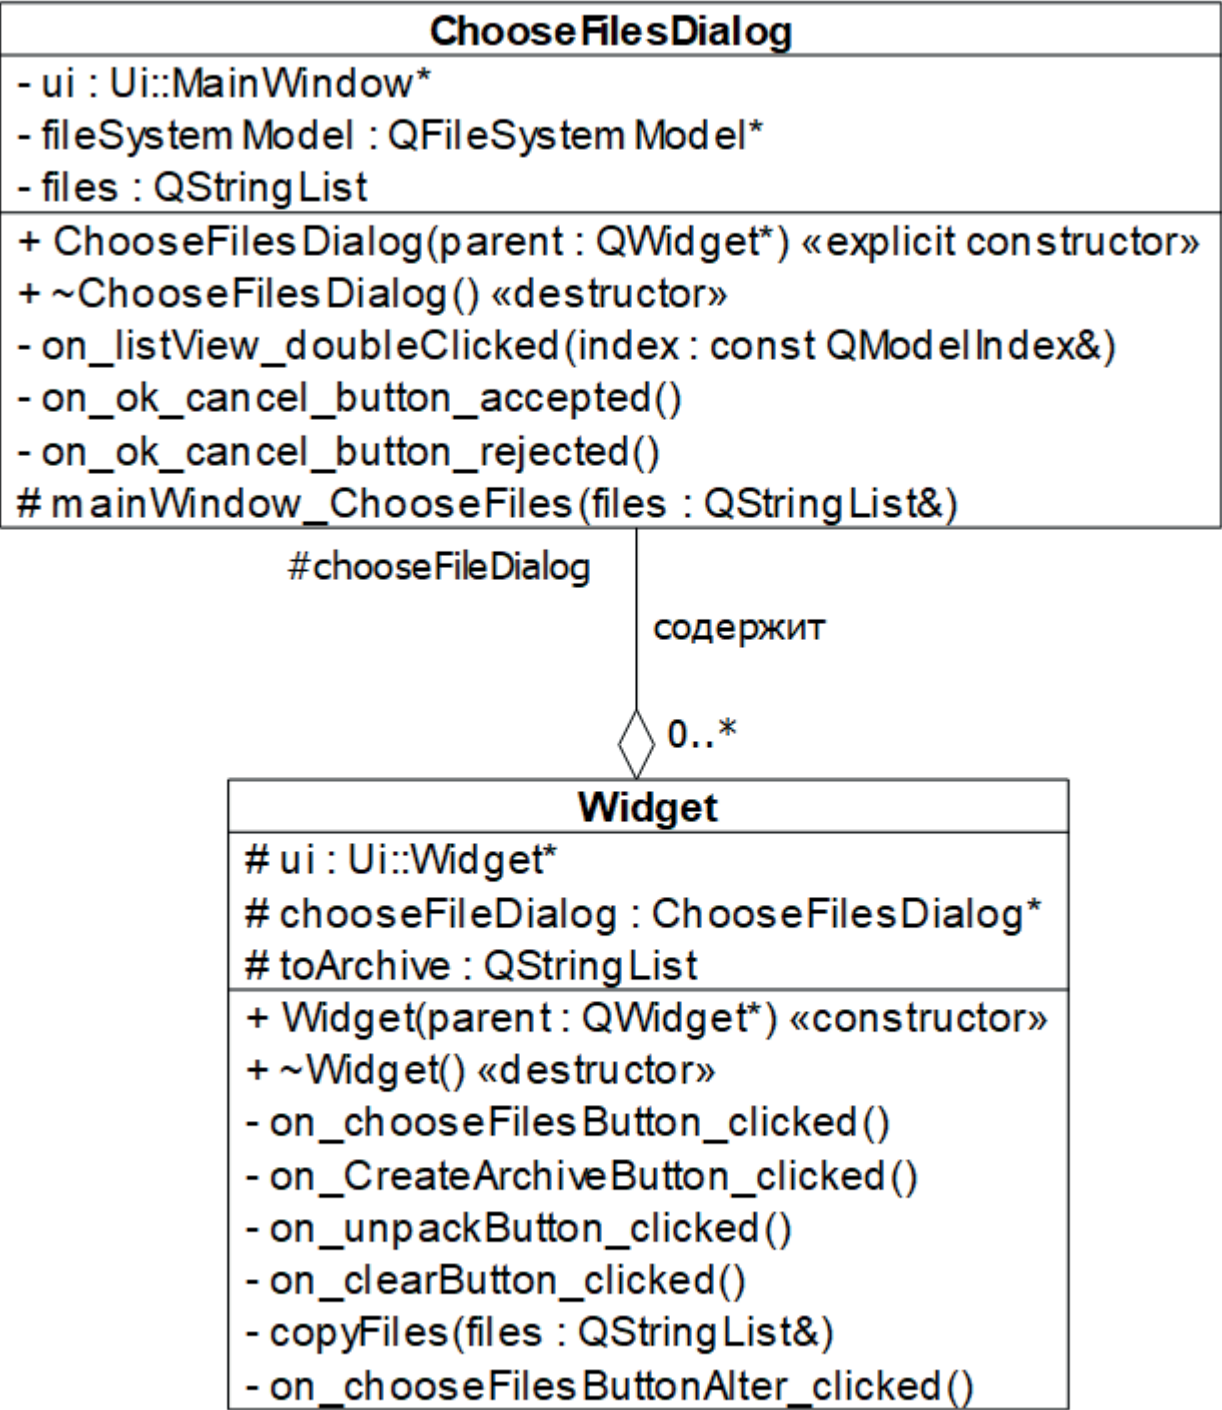 ChooseFilesDialog
- ui : Ui::MainWindow*
- fileSystemModel : QFileSystemModel*
- files : QStringList
+ ChooseFilesDialog(parent : QWidget*) «explicit constructor»
+ ~ChooseFilesDialog() «destructor»
- on_listView_doubleClicked(index : const QModelIndex&)
- on_ok_cancel_button_accepted()
- on_ok_cancel_button_rejected()
# mainWindow_ChooseFiles(files : QStringList&)
#chooseFileDialog
содержит
0..*
Widget
# ui : Ui::Widget*
# chooseFileDialog : ChooseFilesDialog*
# toArchive : QStringList
+ Widget(parent : QWidget*) «constructor»
+ ~Widget() «destructor»
- on_chooseFilesButton_clicked()
- on_CreateArchiveButton_clicked()
- on_unpackButton_clicked()
- on_clearButton_clicked()
- copyFiles(files : QStringList&)
- on_chooseFilesButtonAlter_clicked()